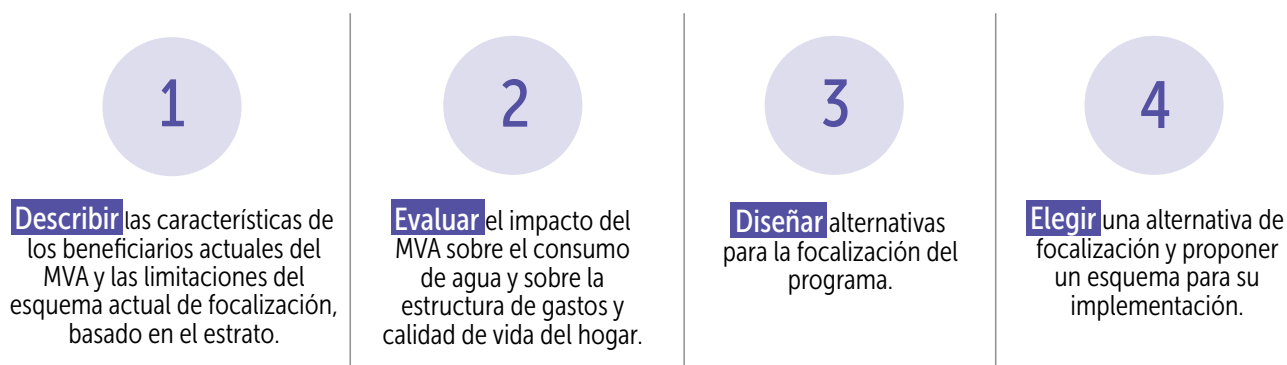 1
Describir las características de
los beneficiarios actuales del
MVA y las limitaciones del
esquema actual de focalización,
basado en el estrato.
2
Evaluar el impacto del
MVA sobre el consumo
de agua y sobre la
estructura de gastos y
calidad de vida del hogar.
3
Diseñar alternativas
para la focalización del
programa.
4
Elegir una alternativa de
focalización y proponer
un esquema para su
implementación.